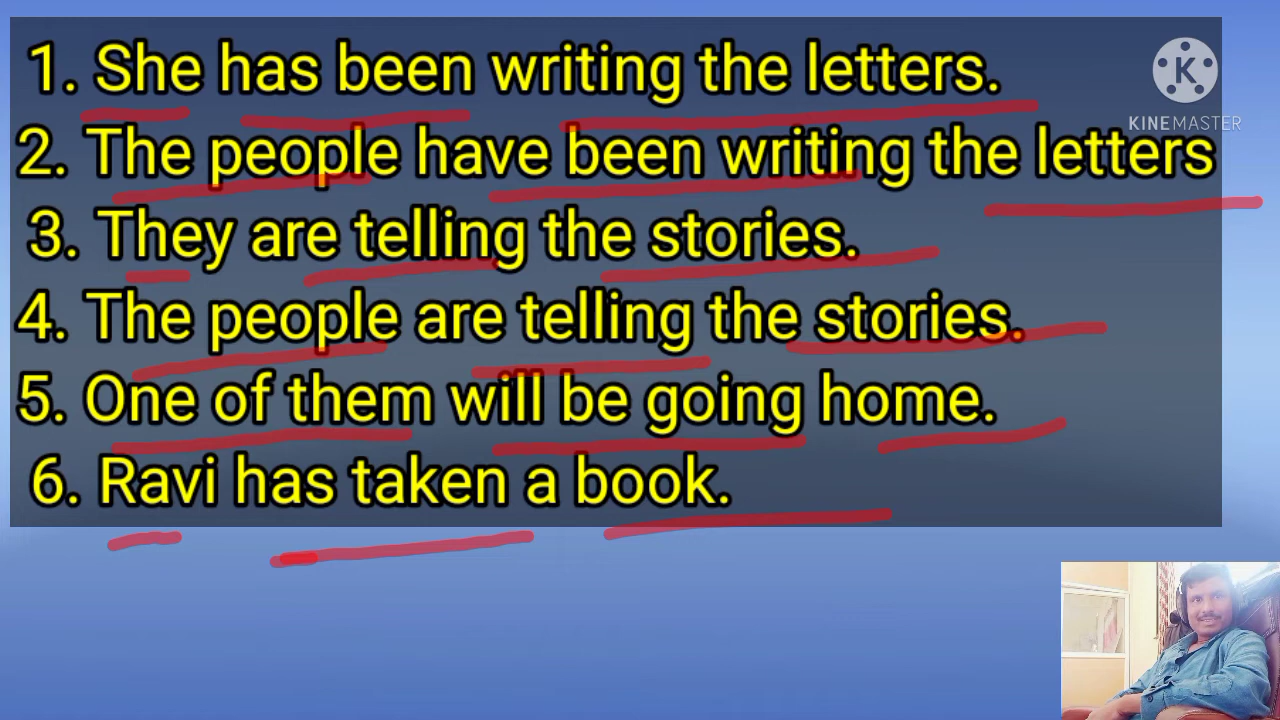 1. She has been writing the letters.
K
KINEMASTER
2. The people have been writing the letters
3. They are telling the stories.
4. The people are telling the stories.
5. One of them will be going home.
6. Ravi has taken a book.